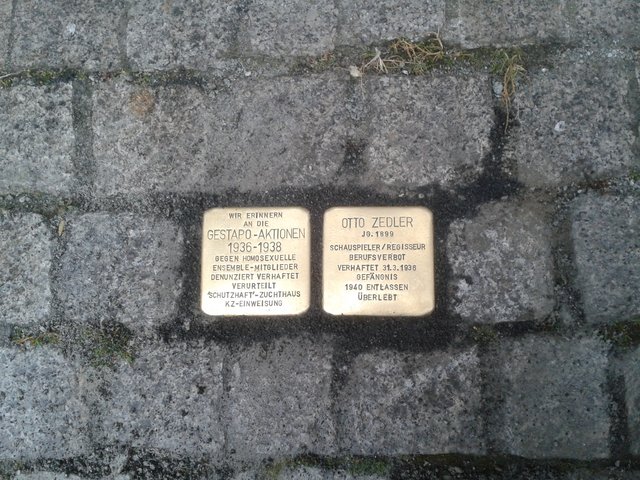 WIR ERINNERN
AN DIE
GESTAPO-AKTIONEN
1936-1938
GEGEN HOMOSEXUELLE
ENSEMBLE-MITGLIEDER
DENUNZIERT VERHAFTET
VERURTEILT
'SCHUTZHAFT'-ZUCHTHAUS
KZ-EINWEISUNG
OTTO ZEDLER
JG. 1899
SCHAUSPIELER/REGISSEUR
BERUFSVERBOT
VERHAFTET 31.3.1938
GEFÄNGNIS
1940 ENTLASSEN
ÜBERLEBT